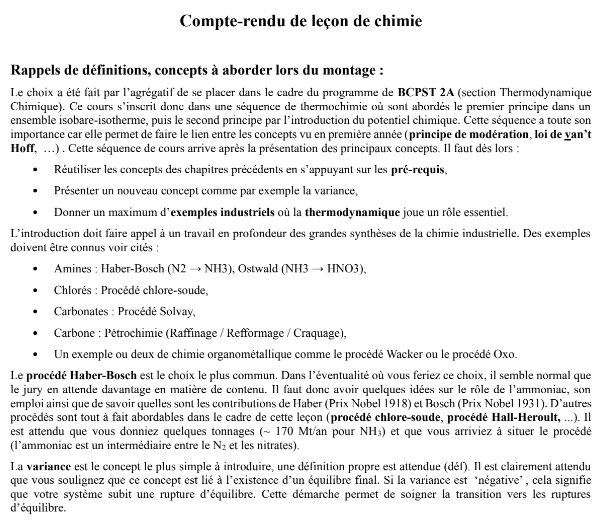 Compte-rendu de leçon de chimie
Rappels de définitions, concepts à aborder lors du montage :
Le choix a été fait par l'agrégatif de se placer dans le cadre du programme de BCPST 2A (section Thermodynamique
Chimique). Ce cours s'inscrit donc dans une séquence de thermochimie où sont abordés le premier principe dans un
ensemble isobare-isotherme, puis le second principe par l'introduction du potentiel chimique. Cette séquence a toute son
importance car elle permet de faire le lien entre les concepts vu en première année (principe de modération, loi de van't
Hoff, …) . Cette séquence de cours arrive après la présentation des principaux concepts. Il faut dès lors :
• Réutiliser les concepts des chapitres précédents en s'appuyant sur les pré-requis,
• Présenter un nouveau concept comme par exemple la variance,
• Donner un maximum d'exemples industriels où la thermodynamique joue un rôle essentiel.
L'introduction doit faire appel à un travail en profondeur des grandes synthèses de la chimie industrielle. Des exemples
doivent être connus voir cités :
• Amines : Haber-Bosch (N2 → NH3), Ostwald (NH3 → HNO3),
• Chlorés : Procédé chlore-soude,
• Carbonates : Procédé Solvay,
• Carbone : Pétrochimie (Raffinage / Refformage / Craquage),
• Un exemple ou deux de chimie organométallique comme le procédé Wacker ou le procédé Oxo.
Le procédé Haber-Bosch est le choix le plus commun. Dans l'éventualité où vous feriez ce choix, il semble normal que
le jury en attende davantage en matière de contenu. Il faut donc avoir quelques idées sur le rôle de l'ammoniac, son
emploi ainsi que de savoir quelles sont les contributions de Haber (Prix Nobel 1918) et Bosch (Prix Nobel 1931). D'autres
procédés sont tout à fait abordables dans le cadre de cette leçon (procédé chlore-soude, procédé Hall-Heroult, ...). Il
est attendu que vous donniez quelques tonnages (~ 170 Mt/an pour NH₃) et que vous arriviez à situer le procédé
(l'ammoniac est un intermédiaire entre le N₂ et les nitrates).
La variance est le concept le plus simple à introduire, une définition propre est attendue (déf). Il est clairement attendu
que vous soulignez que ce concept est lié à l'existence d'un équilibre final. Si la variance est 'négative' , cela signifie
que votre système subit une rupture d'équilibre. Cette démarche permet de soigner la transition vers les ruptures
d'équilibre.